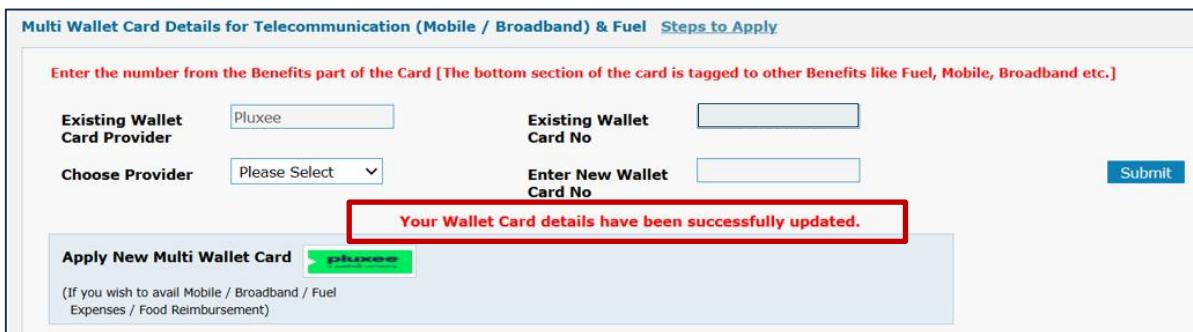 Multi Wallet Card Details for Telecommunication (Mobile / Broadband) & Fuel Steps to Apply
Enter the number from the Benefits part of the Card [The bottom section of the card is tagged to other Benefits like Fuel, Mobile, Broadband etc.]
Existing Wallet Card Provider
Pluxee
Existing Wallet Card No
Choose Provider
Please Select
Enter New Wallet Card No
Submit
Your Wallet Card details have been successfully updated.
Apply New Multi Wallet Card
pluxee
(If you wish to avail Mobile / Broadband / Fuel
Expenses / Food Reimbursement)